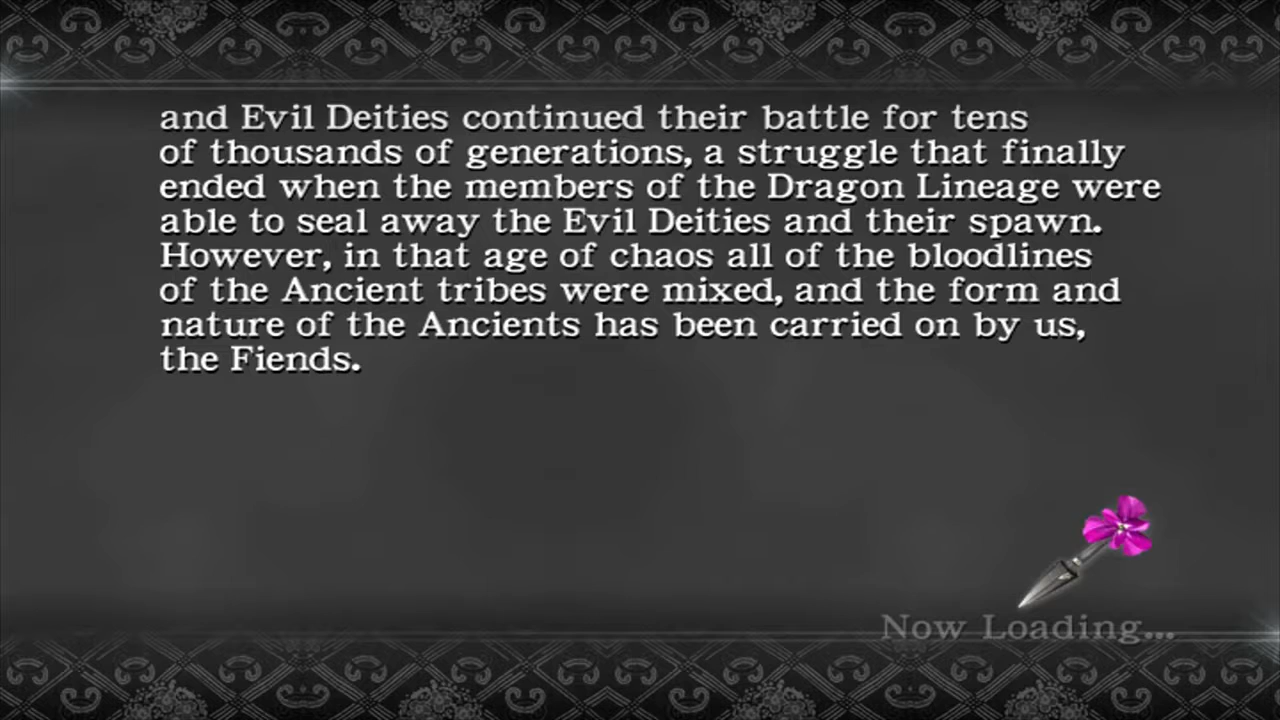 and Evil Deities continued their battle for tens
of thousands of generations, a struggle that finally
ended when the members of the Dragon Lineage were
able to seal away the Evil Deities and their spawn.
However, in that age of chaos all of the bloodlines
of the Ancient tribes were mixed, and the form and
nature of the Ancients has been carried on by us,
the Fiends.
Now Loading...